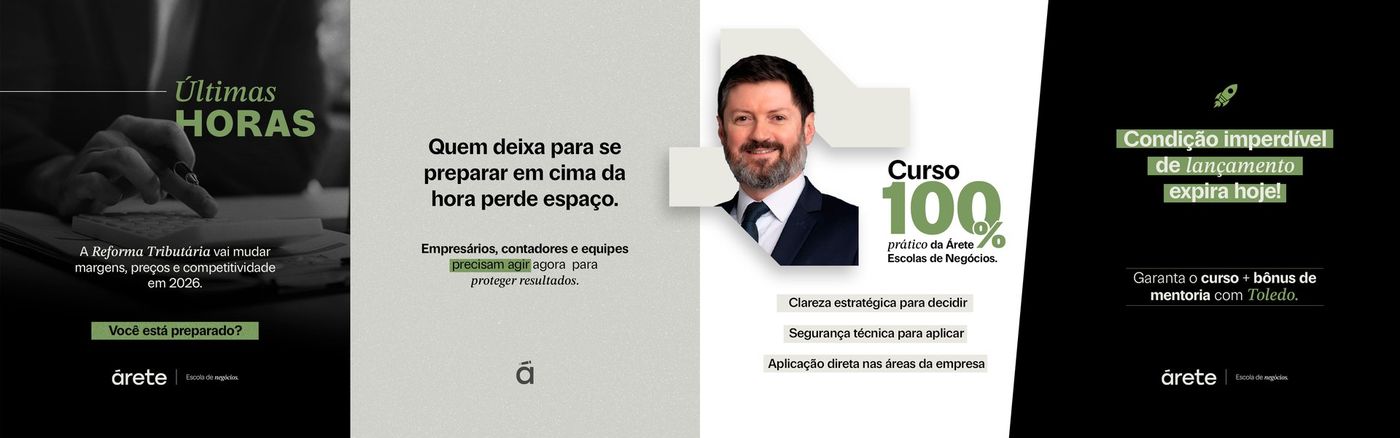 Últimas
HORAS
A Reforma Tributária vai mudar
margens, preços e competitividade
em 2026.
Você está preparado?
árete | Escola de negócios.
Quem deixa para se
preparar em cima da
hora perde espaço.
Empresários, contadores e equipes
precisam agir agora para
proteger resultados.
á
Curso
100%
prático da Árete
Escolas de Negócios.
Clareza estratégica para decidir
Segurança técnica para aplicar
Aplicação direta nas áreas da empresa
Condição imperdível
de lançamento
expira hoje!
Garanta o curso + bônus de
mentoria com Toledo.
árete | Escola de negócios.